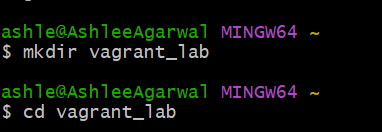 ashle@AshleeAgarwal MINGW64 ~
$ mkdir vagrant_lab
ashle@AshleeAgarwal MINGW64 ~
$ cd vagrant_lab